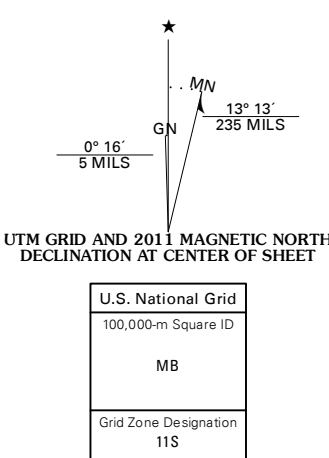 MN
GN
13° 13´
235 MILS
0° 16´
5 MILS
UTM GRID AND 2011 MAGNETIC NORTH
DECLINATION AT CENTER OF SHEET
U.S. National Grid
100,000-m Square ID
MB
Grid Zone Designation
11S